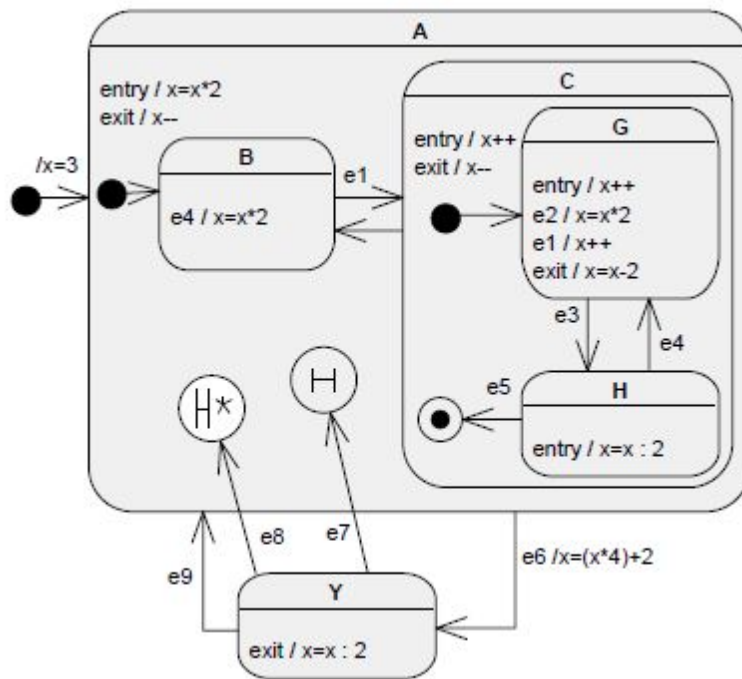 A
entry / x=x*2
exit / x--
C
/x=3
B
e4 / x=x*2
e1
entry / x++
exit / x--
G
entry / x++
e2 / x=x*2
e1 / x++
exit / x=x-2
e3
e4
H
entry / x=x : 2
e5
H*
H
e9
e8
e7
e6 /x=(x*4)+2
Y
exit / x=x : 2